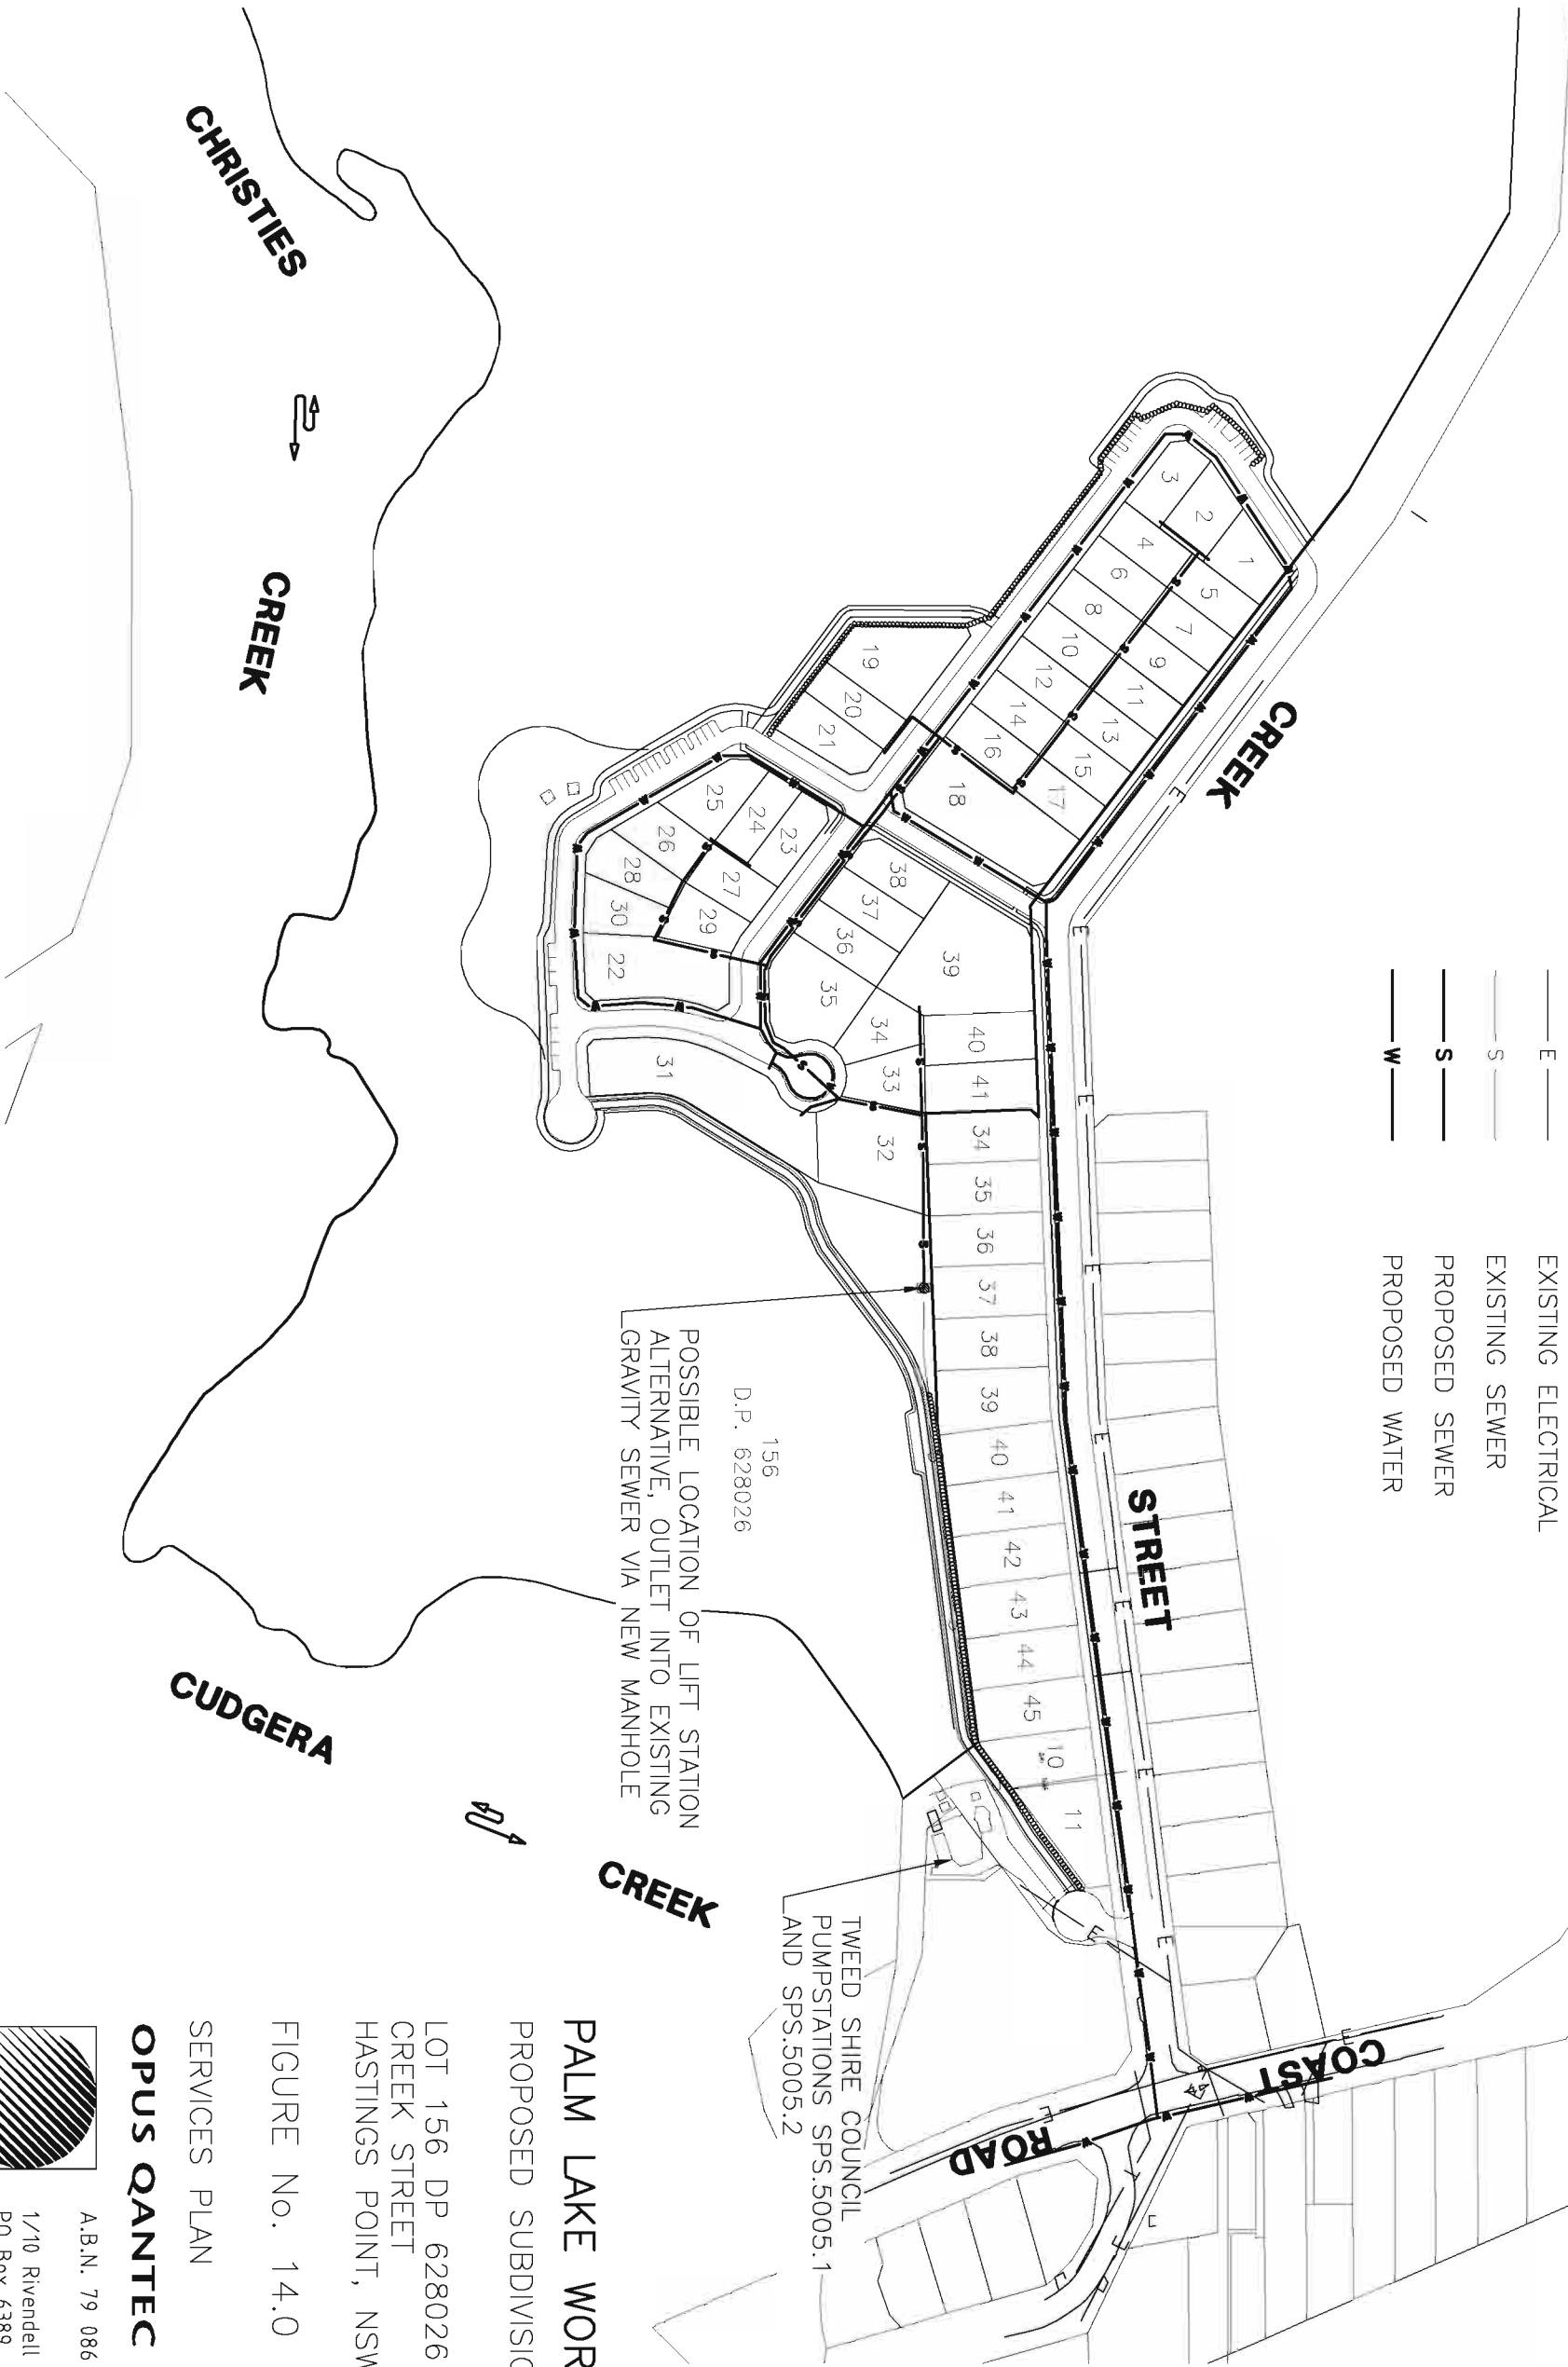 E EXISTING ELECTRICAL
S EXISTING SEWER
S PROPOSED SEWER
W PROPOSED WATER
CHRISTIES
CREEK
CREEK
STREET
COAST
ROAD
CUDGERA
CREEK
1
2
3
4
5
6
7
8
9
10
11
12
13
14
15
16
17
18
19
20
21
22
23
24
25
26
27
28
29
30
31
32
33
34
35
36
37
38
39
40
41
34
35
36
37
38
39
40
41
42
43
44
45
10
11
156
D.P. 628026
POSSIBLE LOCATION OF LIFT STATION
ALTERNATIVE, OUTLET INTO EXISTING
GRAVITY SEWER VIA NEW MANHOLE
TWEED SHIRE COUNCIL
PUMPSTATIONS SPS.5005.1
AND SPS.5005.2
PALM LAKE WOR
PROPOSED SUBDIVISIO
LOT 156 DP 628026
CREEK STREET
HASTINGS POINT, NSW
FIGURE No. 14.0
SERVICES PLAN
OPUS QANTEC
A.B.N. 79 086
1/10 Rivendell
PO Box 6389